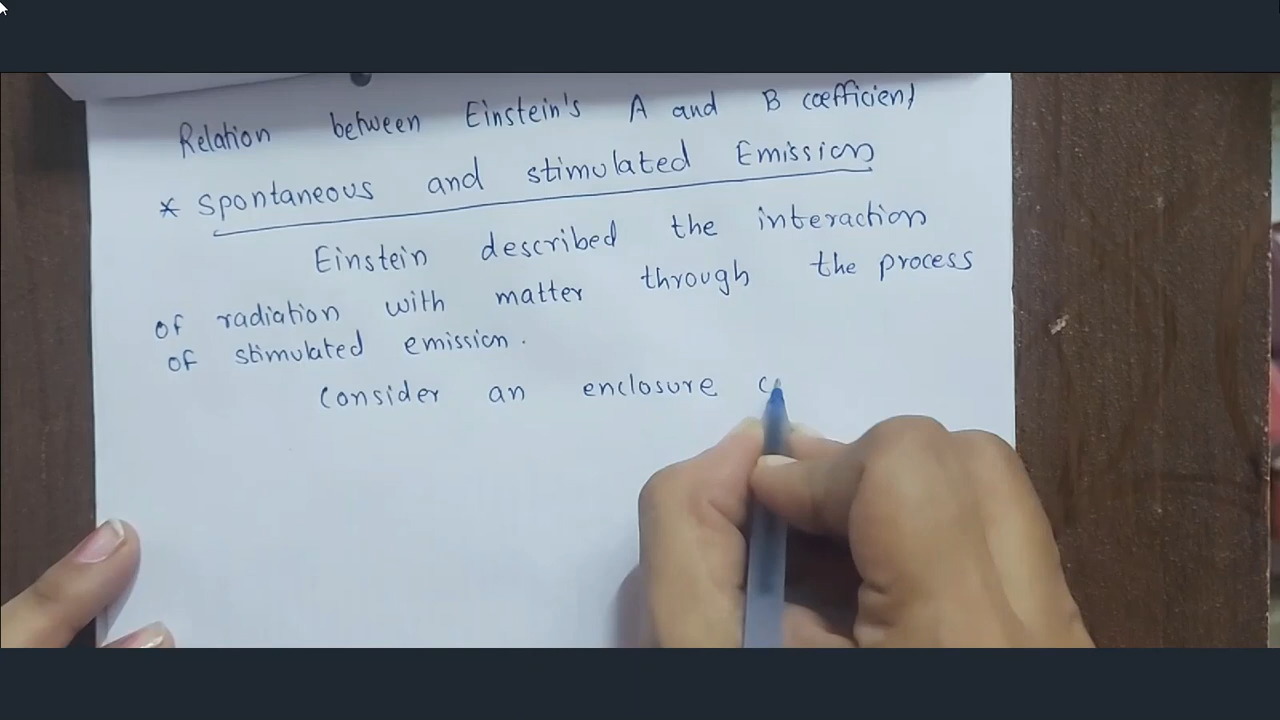 Relation between Einstein's A and B coefficient
* Spontaneous and stimulated Emission
Einstein described the interaction
of radiation with matter through the process
of stimulated emission.
Consider an enclosure c